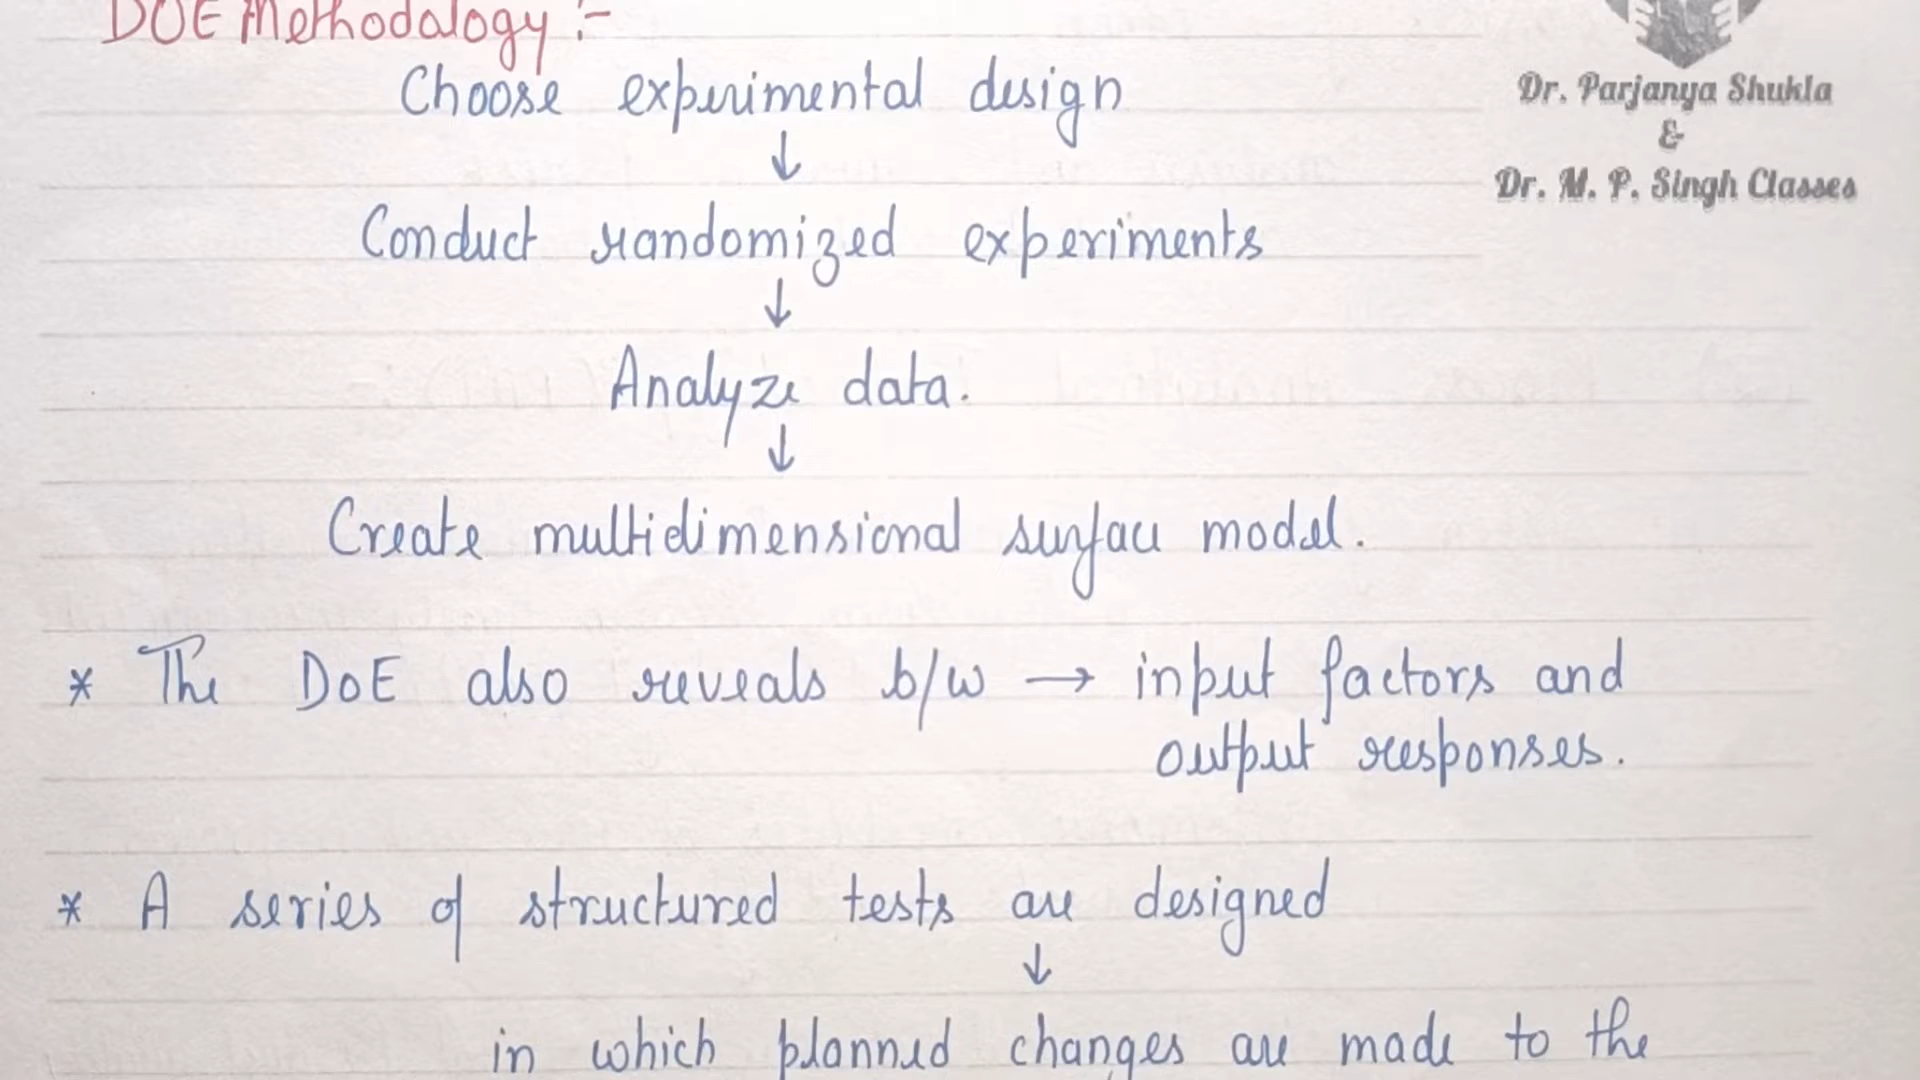 DOE Methodology :-
Choose experimental design
↓
Conduct randomized experiments
↓
Analyze data.
↓
Create multidimensional surface model.
* The DoE also reveals b/w → input factors and
output responses.
* A series of structured tests are designed
↓
in which planned changes are made to the
Dr. Parjanya Shukla
&
Dr. M. P. Singh Classes